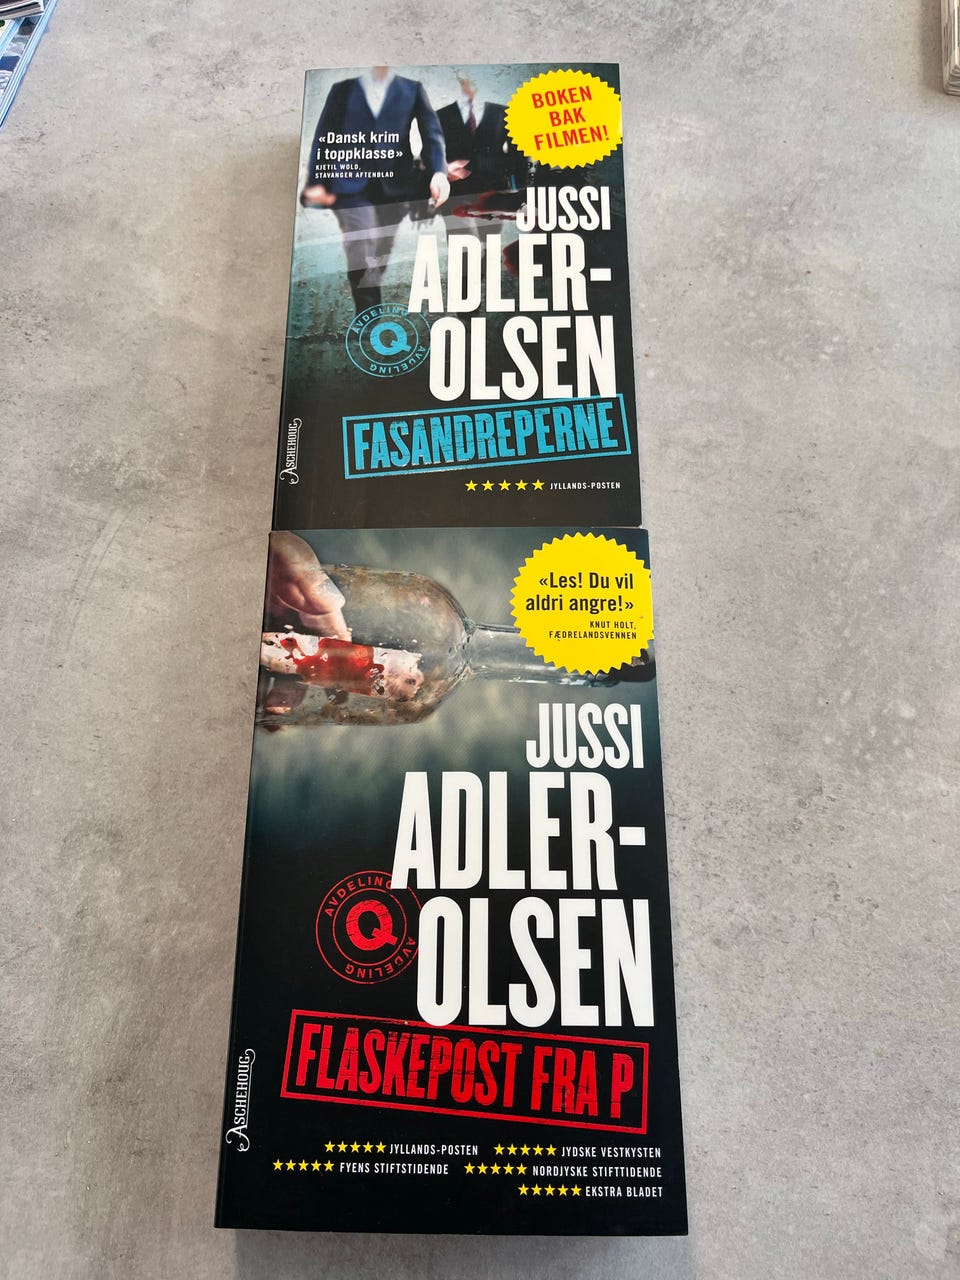 «Dansk krim
i toppklasse»
KJETIL WOLD,
STAVANGER AFTENBLAD
BOKEN
BAK
FILMEN!
JUSSI
ADLER-
OLSEN
AVDELING
Q
AVDELING
FASANDREPERNE
ASCHEHOUG
★★★★★ JYLLANDS-POSTEN
«Les! Du vil
aldri angre!»
KNUT HOLT,
FÆDRELANDSVENNEN
JUSSI
ADLER-
OLSEN
AVDELING
Q
AVDELING
FLASKEPOST FRA P
ASCHEHOUG
★★★★★ JYLLANDS-POSTEN ★★★★★ JYDSKE VESTKYSTEN
★★★★★ FYENS STIFTSTIDENDE ★★★★★ NORDJYSKE STIFTTIDENDE
★★★★★ EKSTRA BLADET